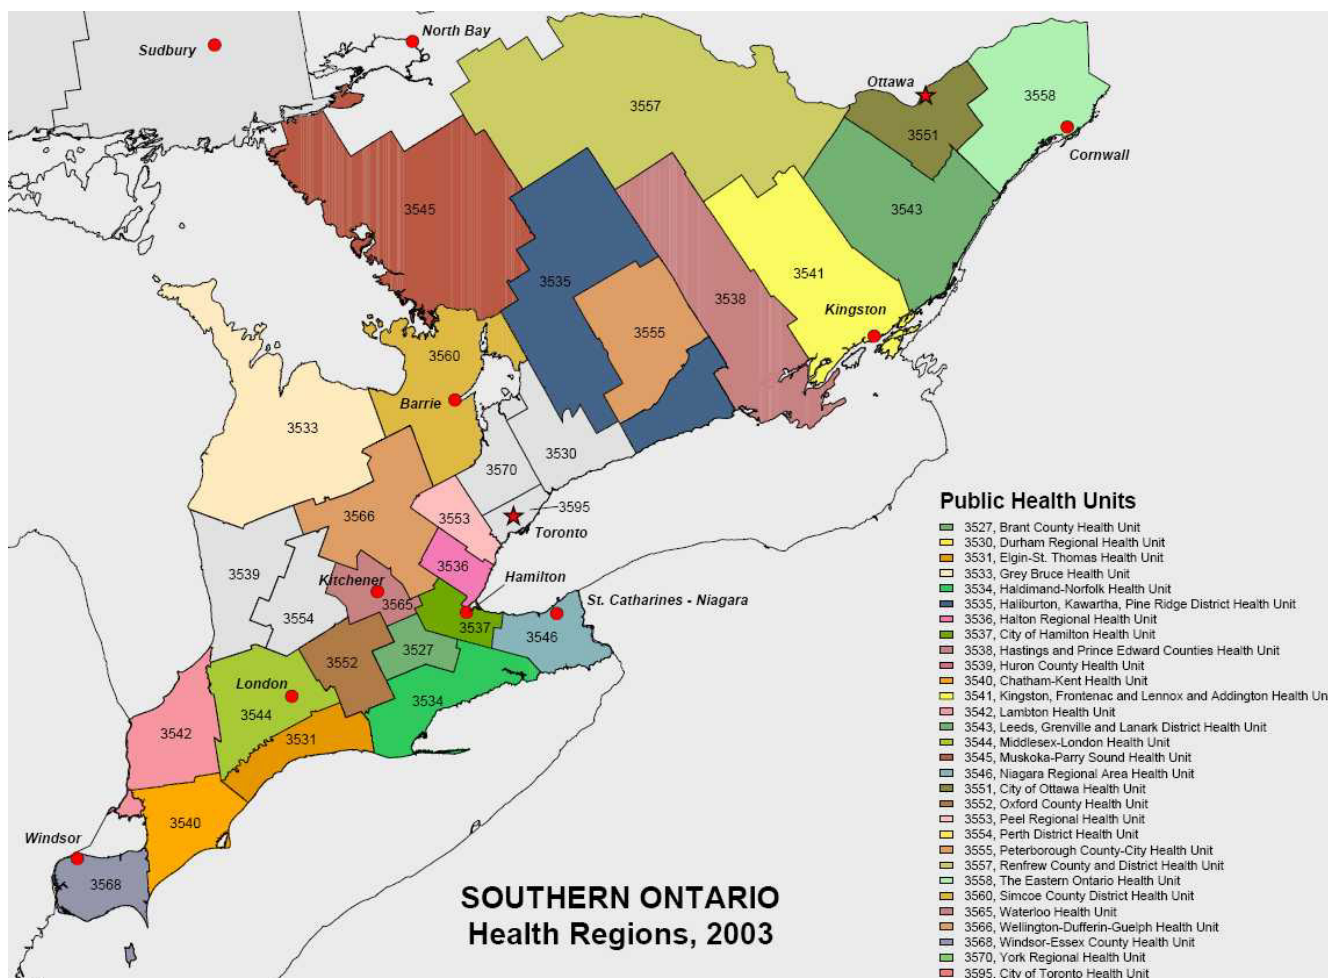 Sudbury
North Bay
Ottawa
3557
3558
3551
Cornwall
3545
3543
3541
3535
3538
Kingston
3555
3560
Barrie
3533
3570
3530
3595
3566
3553
Toronto
3536
3539
Kitchener
Hamilton
3565
St. Catharines - Niagara
3554
3537
3546
3527
3552
London
3534
3544
3542
3531
3540
Windsor
3568
SOUTHERN ONTARIO
Health Regions, 2003
Public Health Units
3527, Brant County Health Unit
3530, Durham Regional Health Unit
3531, Elgin-St. Thomas Health Unit
3533, Grey Bruce Health Unit
3534, Haldimand-Norfolk Health Unit
3535, Haliburton, Kawartha, Pine Ridge District Health Unit
3536, Halton Regional Health Unit
3537, City of Hamilton Health Unit
3538, Hastings and Prince Edward Counties Health Unit
3539, Huron County Health Unit
3540, Chatham-Kent Health Unit
3541, Kingston, Frontenac and Lennox and Addington Health Un
3542, Lambton Health Unit
3543, Leeds, Grenville and Lanark District Health Unit
3544, Middlesex-London Health Unit
3545, Muskoka-Parry Sound Health Unit
3546, Niagara Regional Area Health Unit
3551, City of Ottawa Health Unit
3552, Oxford County Health Unit
3553, Peel Regional Health Unit
3554, Perth District Health Unit
3555, Peterborough County-City Health Unit
3557, Renfrew County and District Health Unit
3558, The Eastern Ontario Health Unit
3560, Simcoe County District Health Unit
3565, Waterloo Health Unit
3566, Wellington-Dufferin-Guelph Health Unit
3568, Windsor-Essex County Health Unit
3570, York Regional Health Unit
3595, City of Toronto Health Unit